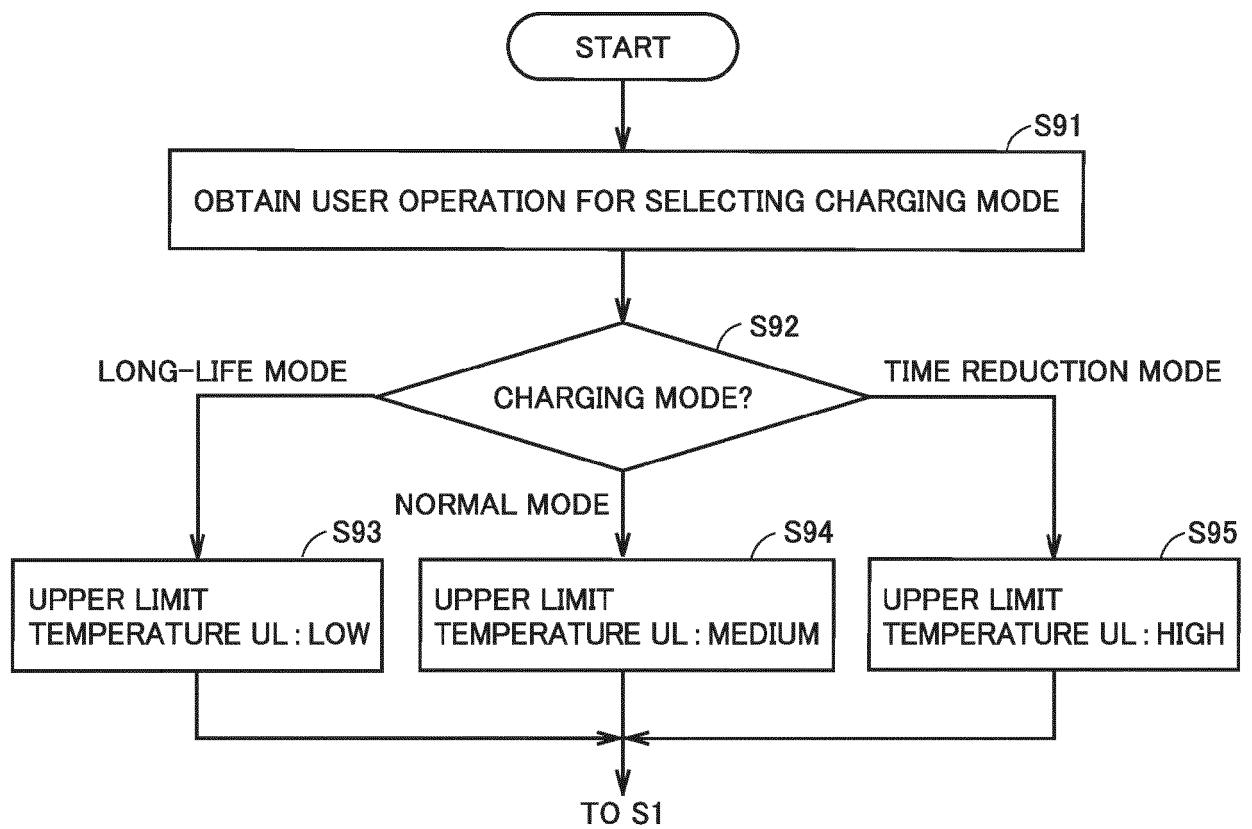 START
S91
OBTAIN USER OPERATION FOR SELECTING CHARGING MODE
S92
LONG-LIFE MODE
CHARGING MODE?
TIME REDUCTION MODE
NORMAL MODE
S93
UPPER LIMIT
TEMPERATURE UL : LOW
S94
UPPER LIMIT
TEMPERATURE UL : MEDIUM
S95
UPPER LIMIT
TEMPERATURE UL : HIGH
TO S1